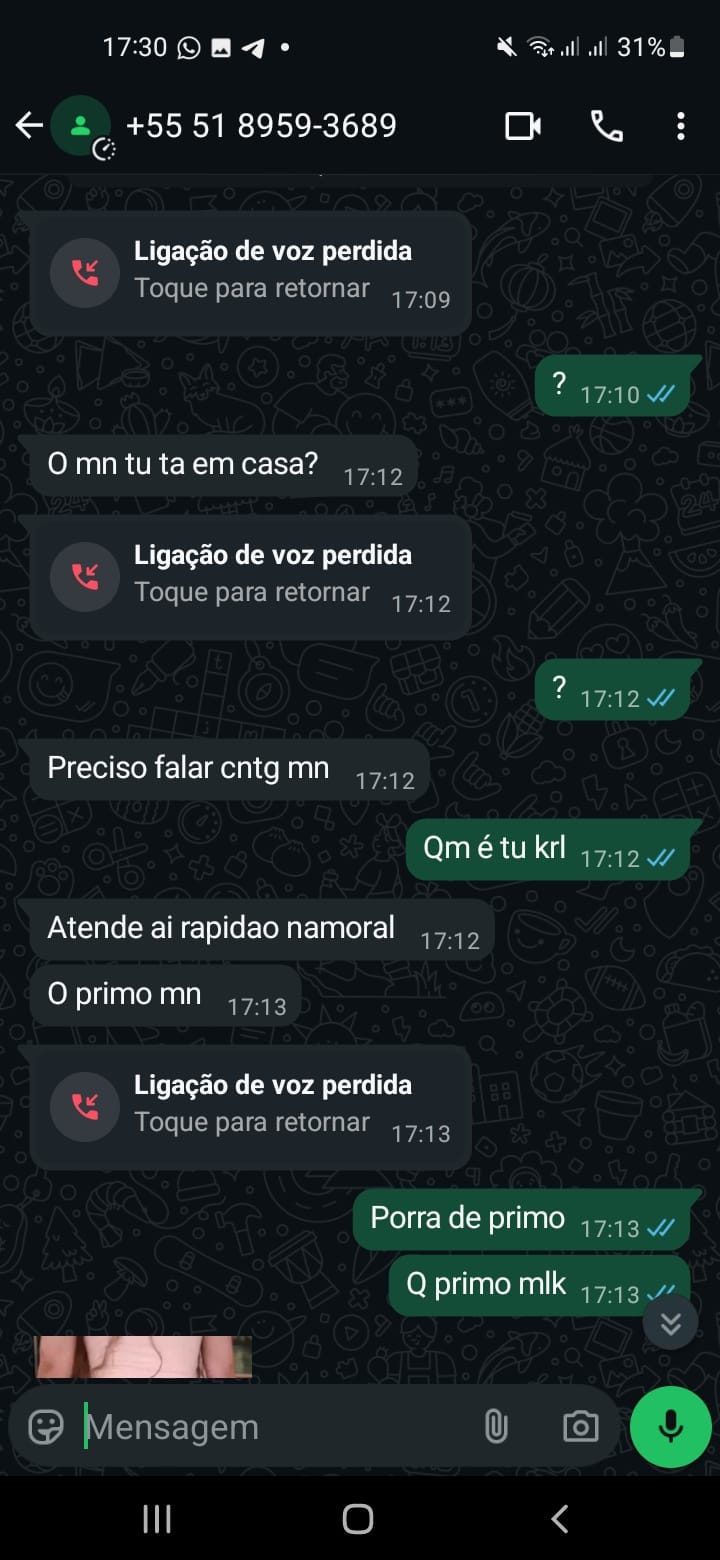 17:30
31%
+55 51 8959-3689
Ligação de voz perdida
Toque para retornar 17:09
? 17:10
O mn tu ta em casa? 17:12
Ligação de voz perdida
Toque para retornar 17:12
? 17:12
Preciso falar cntg mn 17:12
Qm é tu krl 17:12
Atende ai rapidao namoral 17:12
O primo mn 17:13
Ligação de voz perdida
Toque para retornar 17:13
Porra de primo 17:13
Q primo mlk 17:13
Mensagem